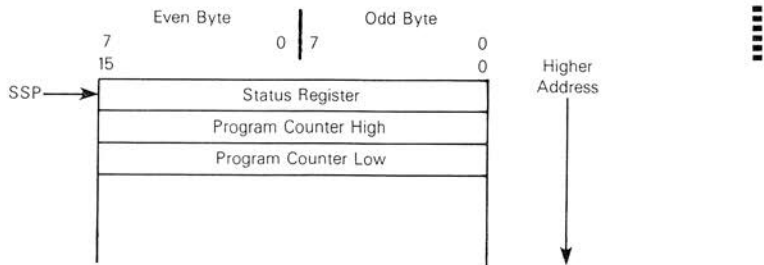 Even Byte Odd Byte
7 0 7 0
15 0
Higher
Address
SSP
Status Register
Program Counter High
Program Counter Low